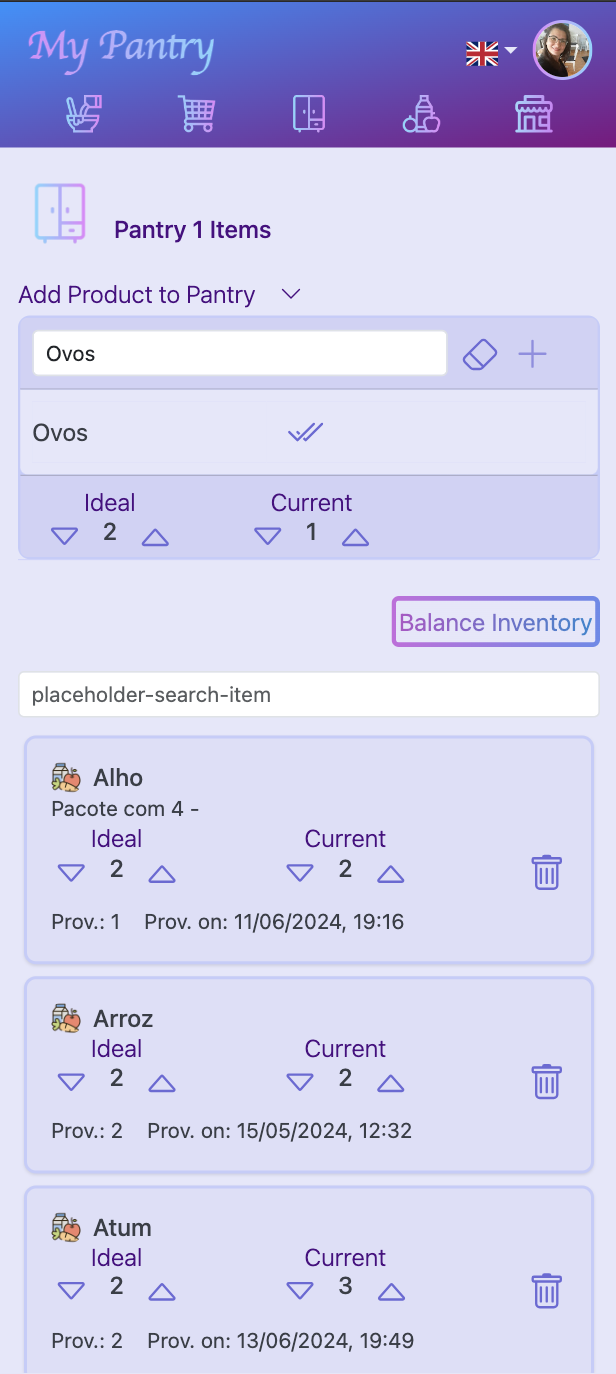 My Pantry
Pantry 1 Items
Add Product to Pantry
Ovos
Ovos
Ideal Current
2 1
Balance Inventory
placeholder-search-item
Alho
Pacote com 4 -
Ideal Current
2 2
Prov.: 1 Prov. on: 11/06/2024, 19:16
Arroz
Ideal Current
2 2
Prov.: 2 Prov. on: 15/05/2024, 12:32
Atum
Ideal Current
2 3
Prov.: 2 Prov. on: 13/06/2024, 19:49